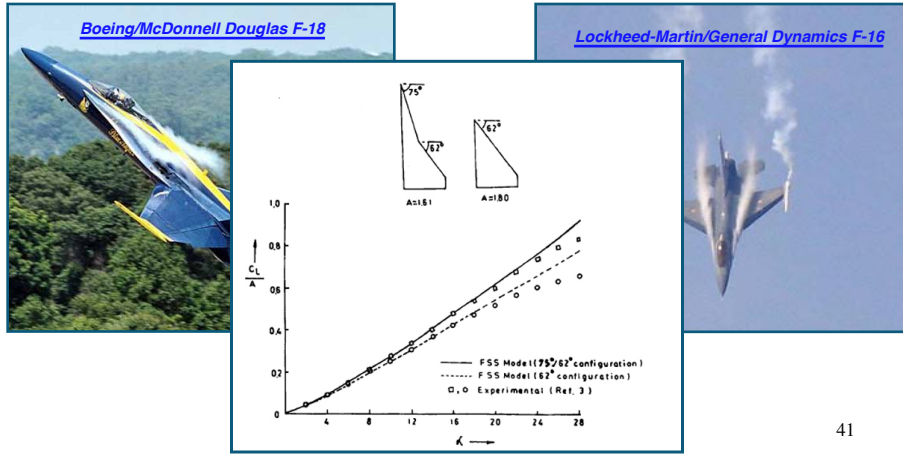 Boeing/McDonnell Douglas F-18
Lockheed-Martin/General Dynamics F-16
75°
62°
62°
A=1.61
A=1.80
1,0
0,8
C_L
A
0,6
0,4
0,2
0
FSS Model (75°/62° configuration)
FSS Model (62° configuration)
□, o Experimental (Ref. 3)
4 8 12 16 20 24 28
α
41